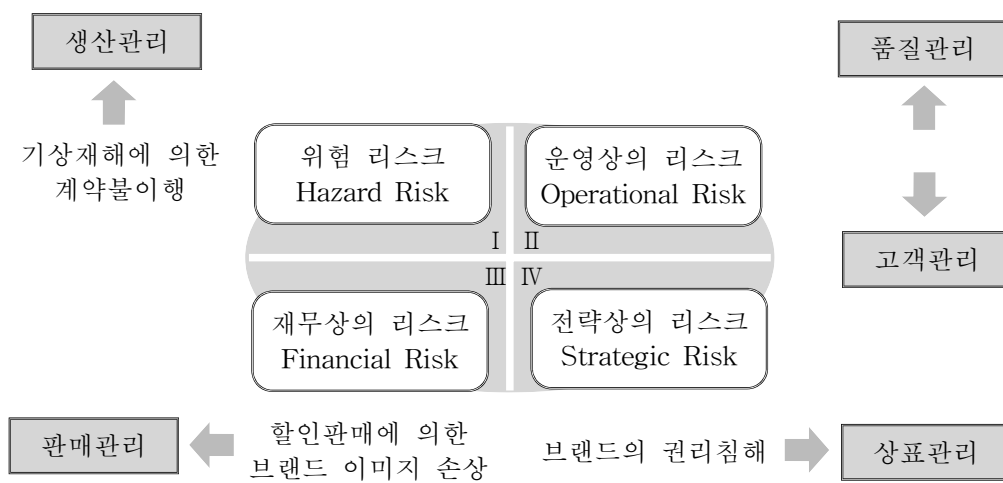 생산관리
품질관리
기상재해에 의한
계약불이행
위험 리스크
Hazard Risk
운영상의 리스크
Operational Risk
Ⅰ
Ⅱ
고객관리
Ⅲ
Ⅳ
재무상의 리스크
Financial Risk
전략상의 리스크
Strategic Risk
판매관리
할인판매에 의한
브랜드 이미지 손상
브랜드의 권리침해
상표관리